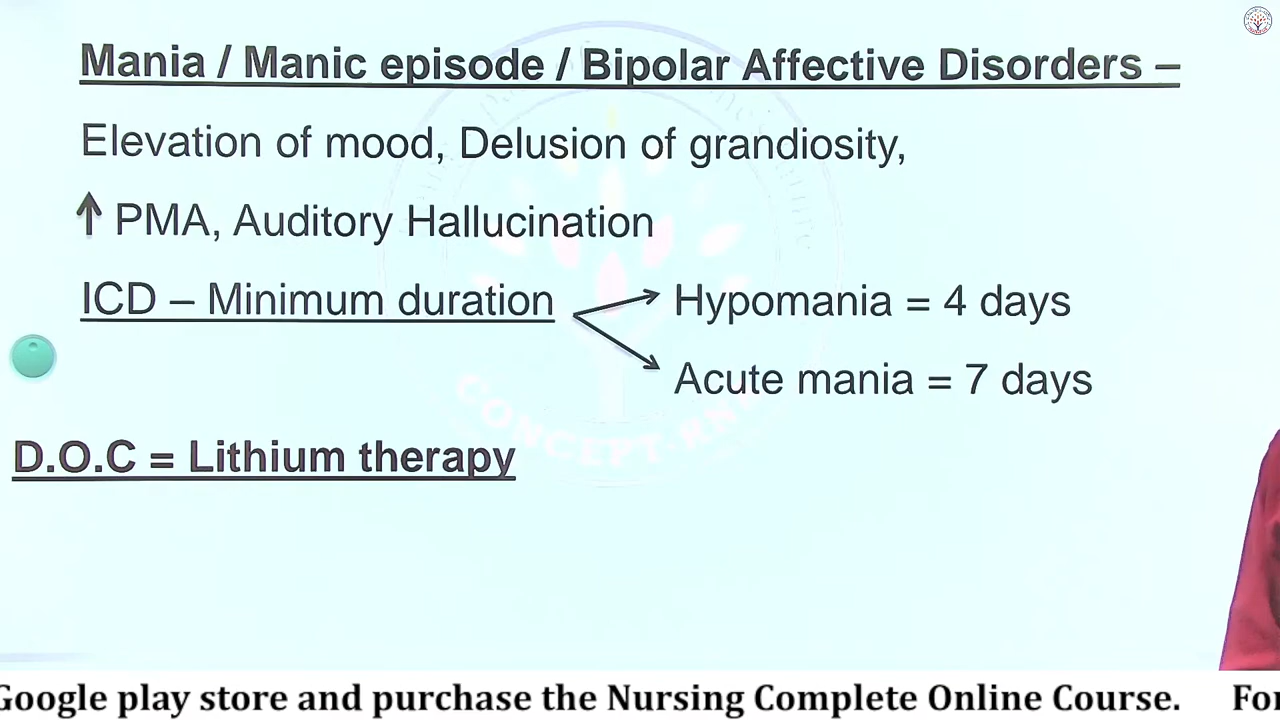 Mania / Manic episode / Bipolar Affective Disorders –
Elevation of mood, Delusion of grandiosity,
↑ PMA, Auditory Hallucination
ICD – Minimum duration
Hypomania = 4 days
Acute mania = 7 days
D.O.C = Lithium therapy
CONCEPT-RNR
Google play store and purchase the Nursing Complete Online Course. For